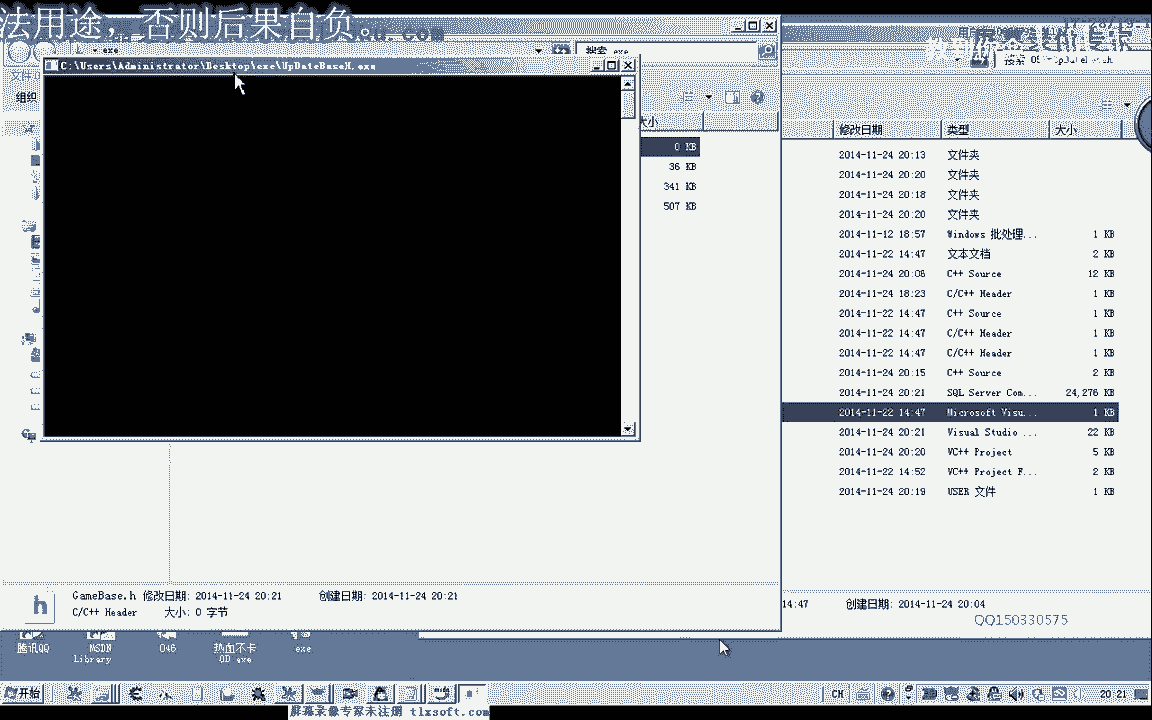 法用途，否则后果自负。
搜索 exe
C:\Users\Administrator\Desktop\exe\UpDateBaseH.exe
组织
大小
0 KB
36 KB
341 KB
507 KB
修改日期 类型 大小
2014-11-24 20:13 文件夹
2014-11-24 20:20 文件夹
2014-11-24 20:18 文件夹
2014-11-24 20:20 文件夹
2014-11-12 18:57 Windows 批处理... 1 KB
2014-11-22 14:47 文本文档 2 KB
2014-11-24 20:06 C++ Source 12 KB
2014-11-24 18:23 C/C++ Header 1 KB
2014-11-22 14:47 C++ Source 1 KB
2014-11-22 14:47 C/C++ Header 1 KB
2014-11-22 14:47 C/C++ Header 1 KB
2014-11-24 20:15 C++ Source 2 KB
2014-11-24 20:21 SQL Server Com... 24,276 KB
2014-11-22 14:47 Microsoft Visu... 1 KB
2014-11-24 20:21 Visual Studio ... 22 KB
2014-11-24 20:20 VC++ Project 5 KB
2014-11-22 14:52 VC++ Project F... 2 KB
2014-11-24 20:19 USER 文件 1 KB
GameBase.h 修改日期: 2014-11-24 20:21 创建日期: 2014-11-24 20:21
C/C++ Header 大小: 0 字节
14:47 创建日期: 2014-11-24 20:04
QQ150330575
腾讯QQ
MSDN Library
046
热血不卡 OD.exe
exe
开始
CH
20:21
屏幕录像专家未注册 tlxsoft.com